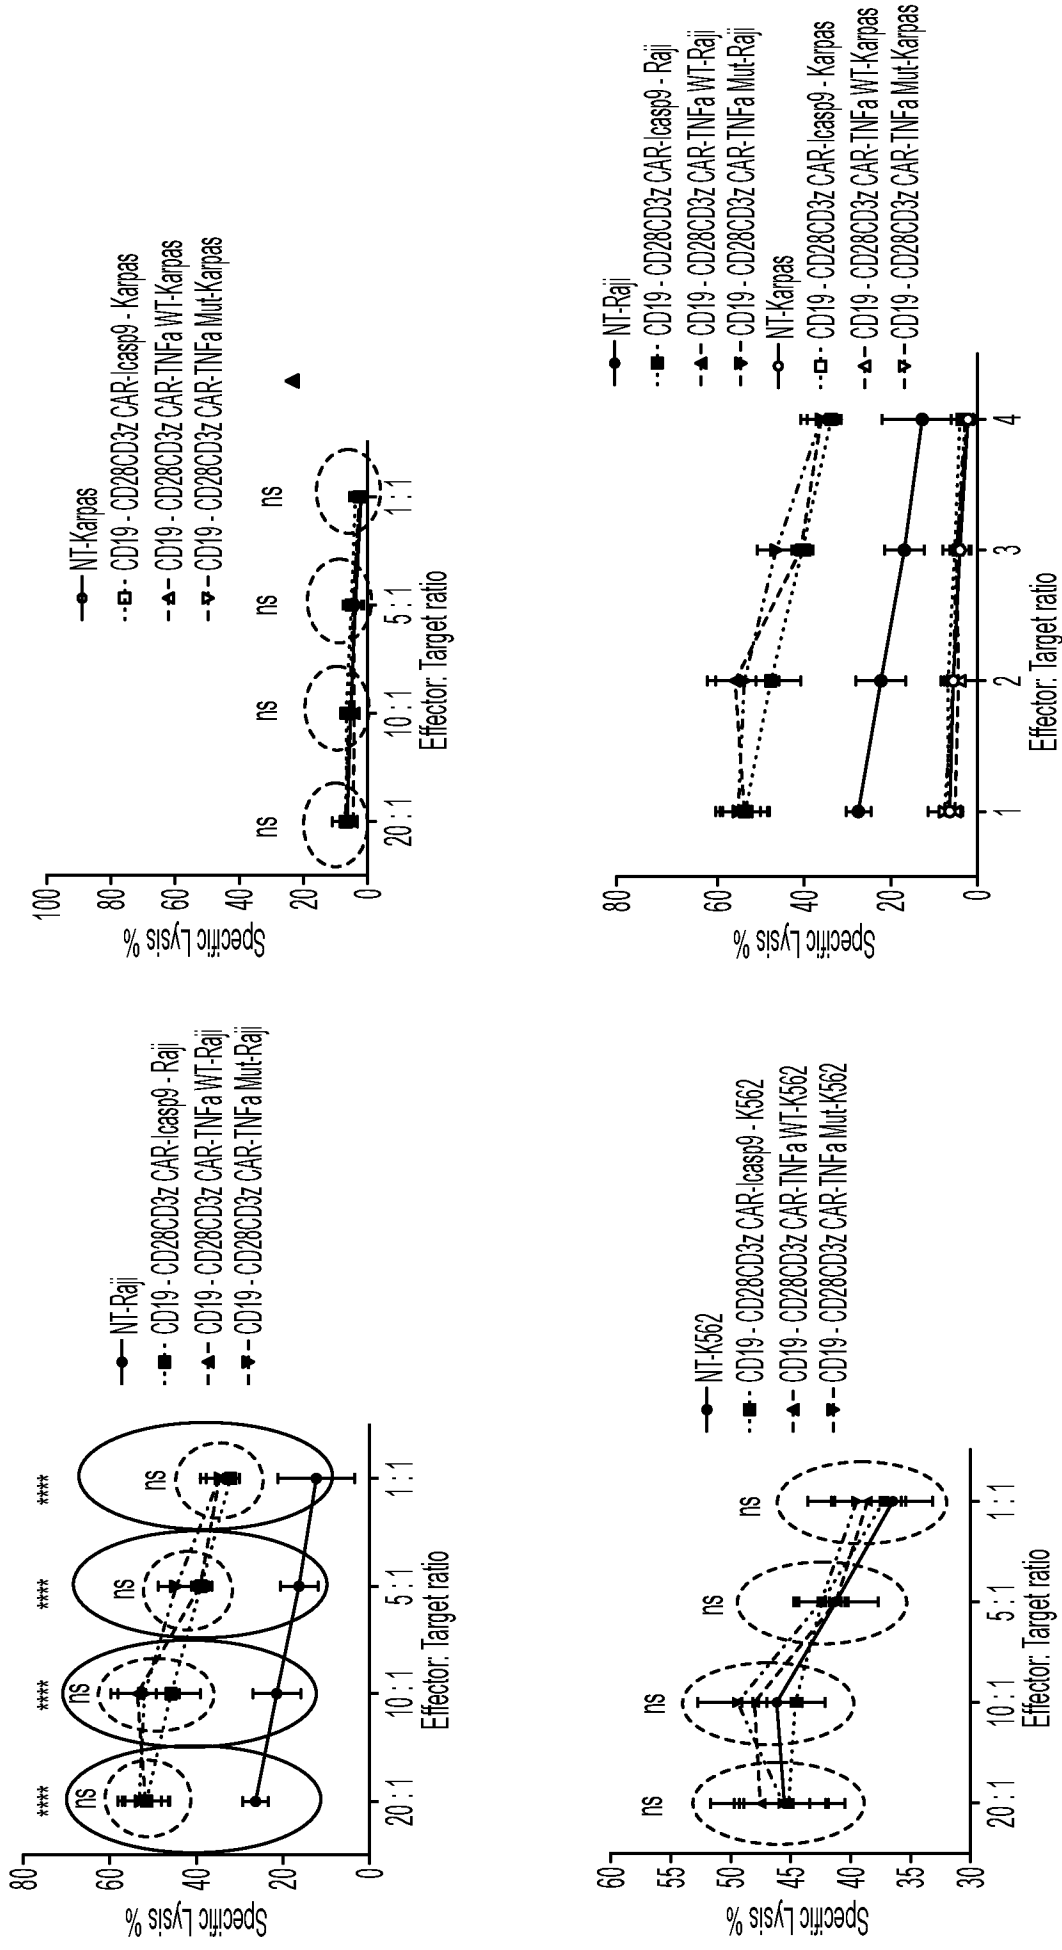 80
60
40
20
0
Specific Lysis %
****
****
****
****
ns
ns
ns
ns
20 : 1
10 : 1
5 : 1
1 : 1
Effector: Target ratio
NT-Raji
CD19 - CD28CD3z CAR-Icasp9 - Raji
CD19 - CD28CD3z CAR-TNFa WT-Raji
CD19 - CD28CD3z CAR-TNFa Mut-Raji
100
80
60
40
20
0
Specific Lysis %
ns
ns
ns
ns
20 : 1
10 : 1
5 : 1
1 : 1
Effector: Target ratio
NT-Karpas
CD19 - CD28CD3z CAR-Icasp9 - Karpas
CD19 - CD28CD3z CAR-TNFa WT-Karpas
CD19 - CD28CD3z CAR-TNFa Mut-Karpas
60
55
50
45
40
35
30
Specific Lysis %
ns
ns
ns
ns
20 : 1
10 : 1
5 : 1
1 : 1
Effector: Target ratio
NT-K562
CD19 - CD28CD3z CAR-Icasp9 - K562
CD19 - CD28CD3z CAR-TNFa WT-K562
CD19 - CD28CD3z CAR-TNFa Mut-K562
80
60
40
20
0
Specific Lysis %
1
2
3
4
Effector: Target ratio
NT-Raji
CD19 - CD28CD3z CAR-Icasp9 - Raji
CD19 - CD28CD3z CAR-TNFa WT-Raji
CD19 - CD28CD3z CAR-TNFa Mut-Raji
NT-Karpas
CD19 - CD28CD3z CAR-Icasp9 - Karpas
CD19 - CD28CD3z CAR-TNFa WT-Karpas
CD19 - CD28CD3z CAR-TNFa Mut-Karpas